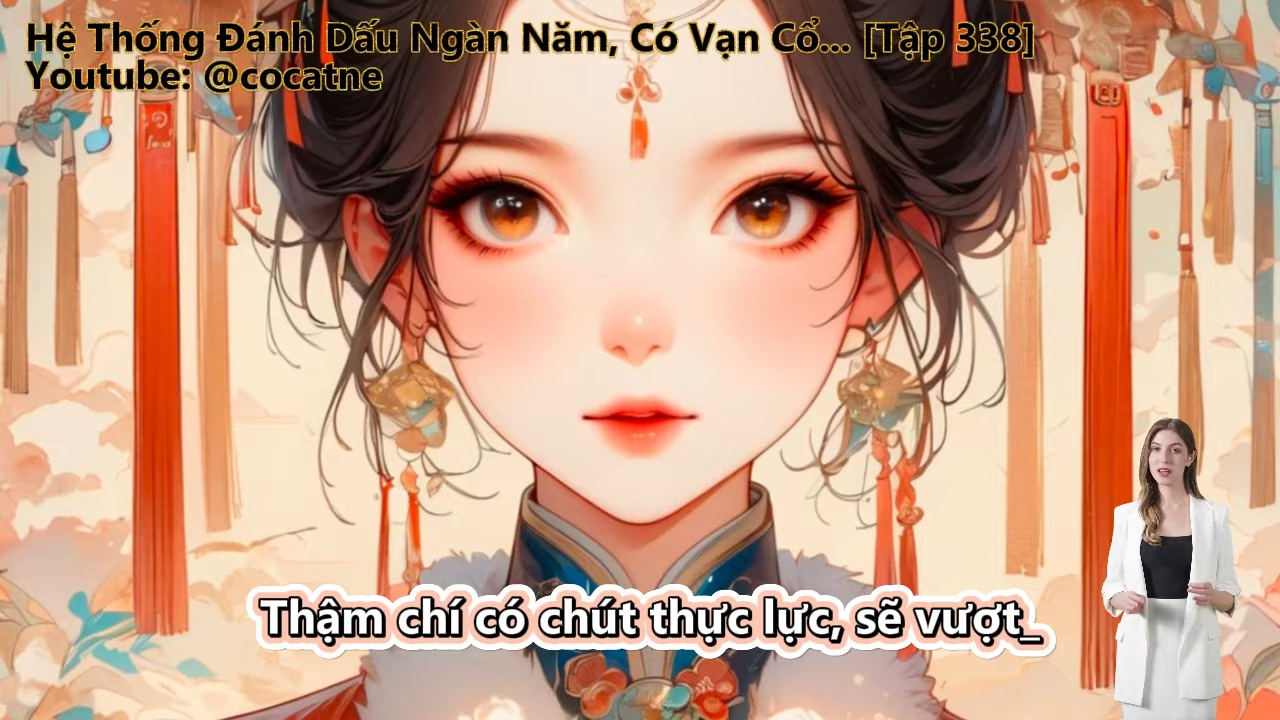 Hệ Thống Đánh Dấu Ngàn Năm, Có Vạn Cổ... [Tập 338]
Youtube: @cocatne
Thậm chí có chút thực lực, sẽ vượt_